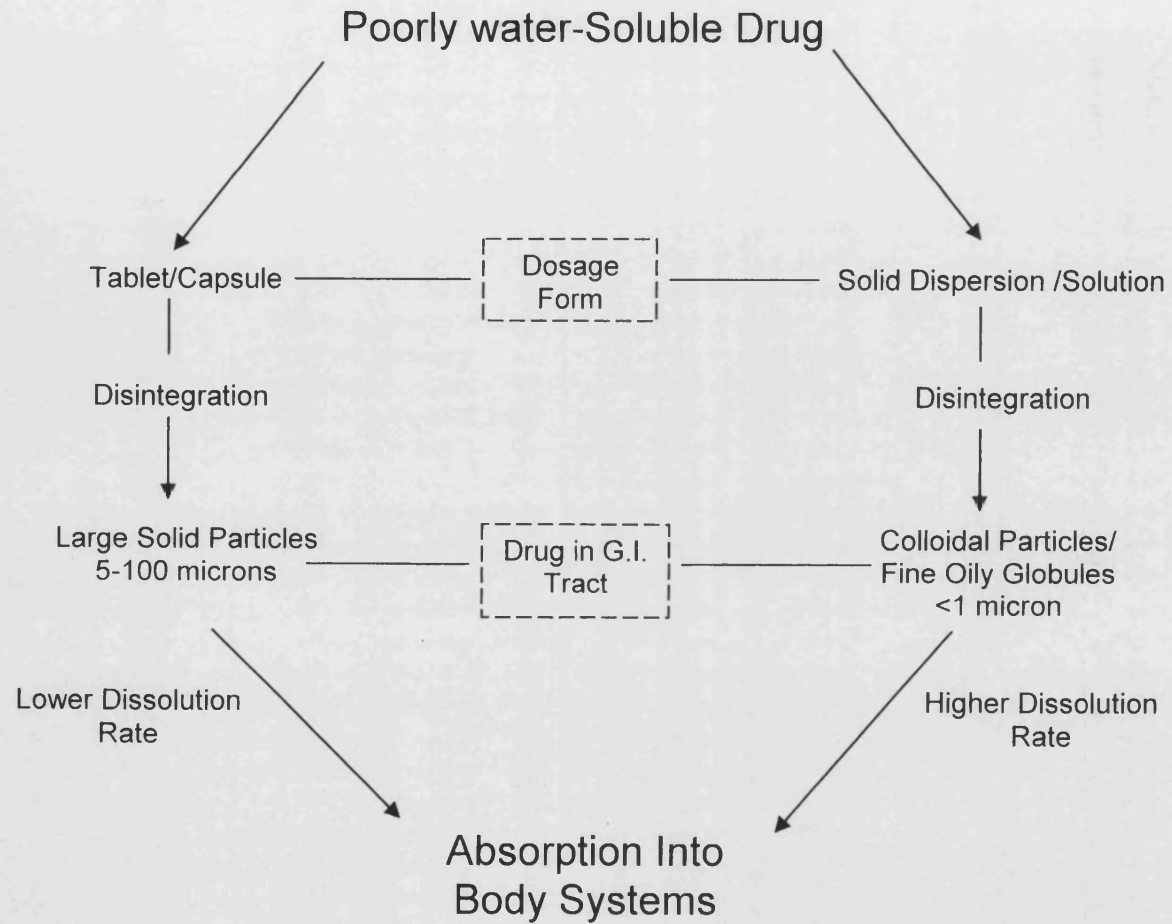 Poorly water-Soluble Drug
Tablet/Capsule
Dosage
Form
Solid Dispersion /Solution
Disintegration
Disintegration
Large Solid Particles
5-100 microns
Drug in G.I.
Tract
Colloidal Particles/
Fine Oily Globules
<1 micron
Lower Dissolution
Rate
Higher Dissolution
Rate
Absorption Into
Body Systems